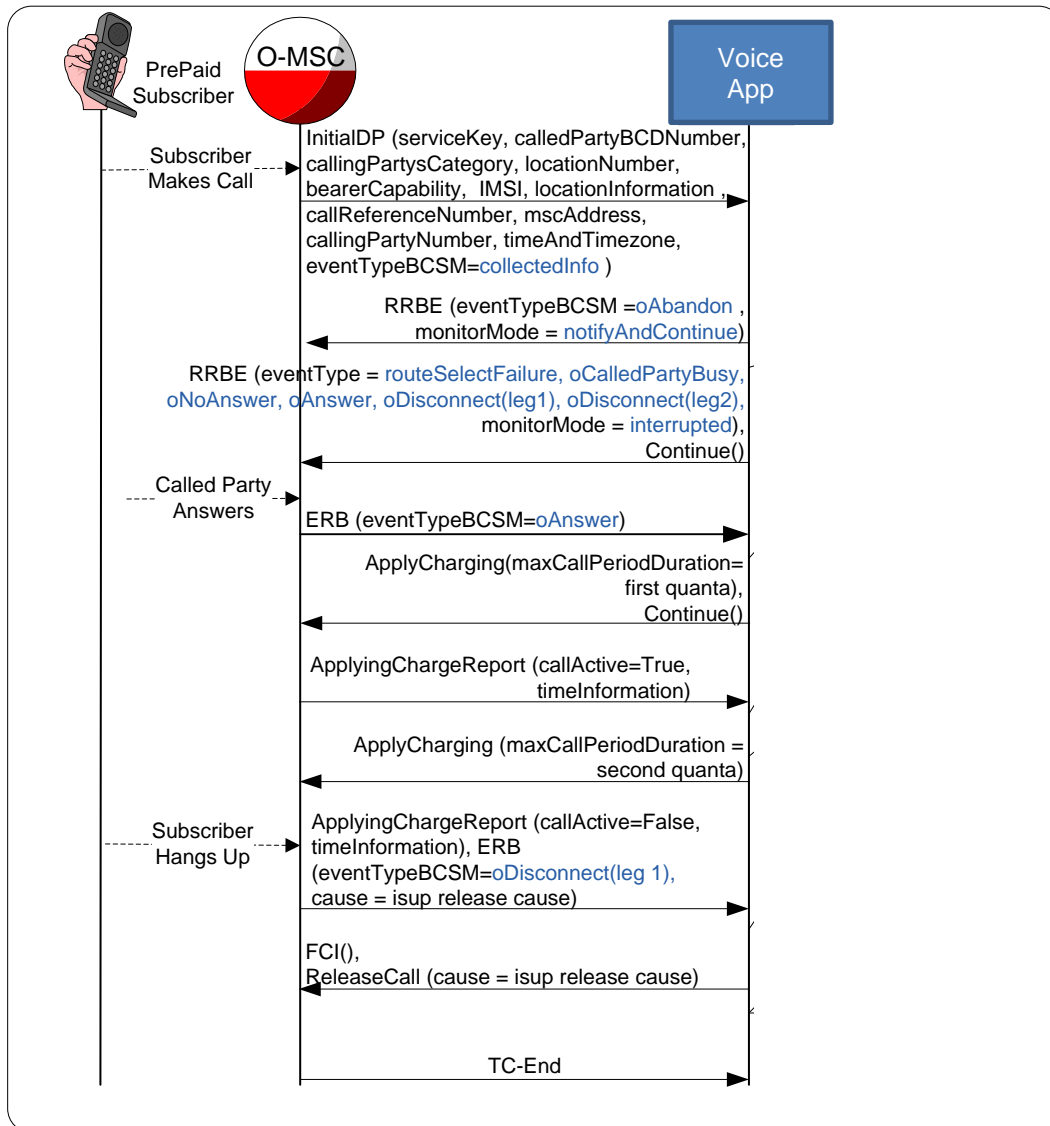 PrePaid
Subscriber
O-MSC
Voice
App
Subscriber
Makes Call
InitialDP (serviceKey, calledPartyBCDNumber,
callingPartysCategory, locationNumber,
bearerCapability, IMSI, locationInformation ,
callReferenceNumber, mscAddress,
callingPartyNumber, timeAndTimezone,
eventTypeBCSM=collectedInfo )
RRBE (eventTypeBCSM =oAbandon ,
monitorMode = notifyAndContinue)
RRBE (eventType = routeSelectFailure, oCalledPartyBusy,
oNoAnswer, oAnswer, oDisconnect(leg1), oDisconnect(leg2),
monitorMode = interrupted),
Continue()
Called Party
Answers
ERB (eventTypeBCSM=oAnswer)
ApplyCharging(maxCallPeriodDuration=
first quanta),
Continue()
ApplyingChargeReport (callActive=True,
timeInformation)
ApplyCharging (maxCallPeriodDuration =
second quanta)
Subscriber
Hangs Up
ApplyingChargeReport (callActive=False,
timeInformation), ERB
(eventTypeBCSM=oDisconnect(leg 1),
cause = isup release cause)
FCI(),
ReleaseCall (cause = isup release cause)
TC-End